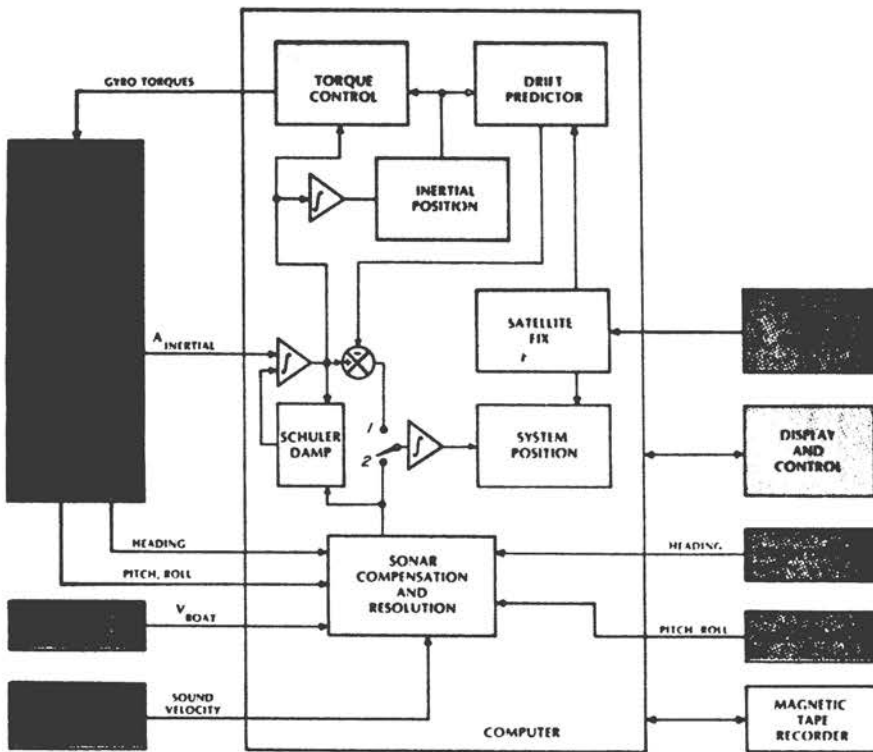 GYRO TORQUES
TORQUE
CONTROL
DRIFT
PREDICTOR
INERTIAL
POSITION
A INERTIAL
SATELLITE
FIX
SCHULER
DAMP
1
2
SYSTEM
POSITION
DISPLAY
AND
CONTROL
HEADING
PITCH, ROLL
V BOAT
SOUND
VELOCITY
SONAR
COMPENSATION
AND
RESOLUTION
HEADING
PITCH, ROLL
COMPUTER
MAGNETIC
TAPE
RECORDER